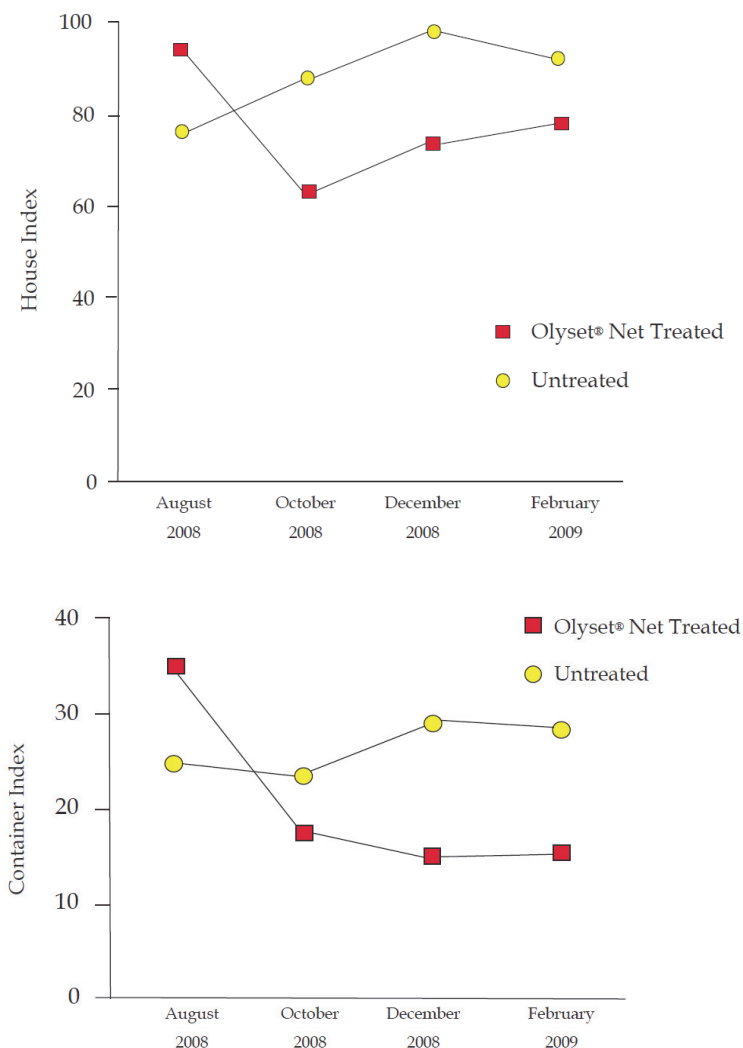 100
80
60
40
20
0
House Index
Olyset® Net Treated
Untreated
August October December February
2008 2008 2008 2009
40
30
20
10
0
Container Index
Olyset® Net Treated
Untreated
August October December February
2008 2008 2008 2009